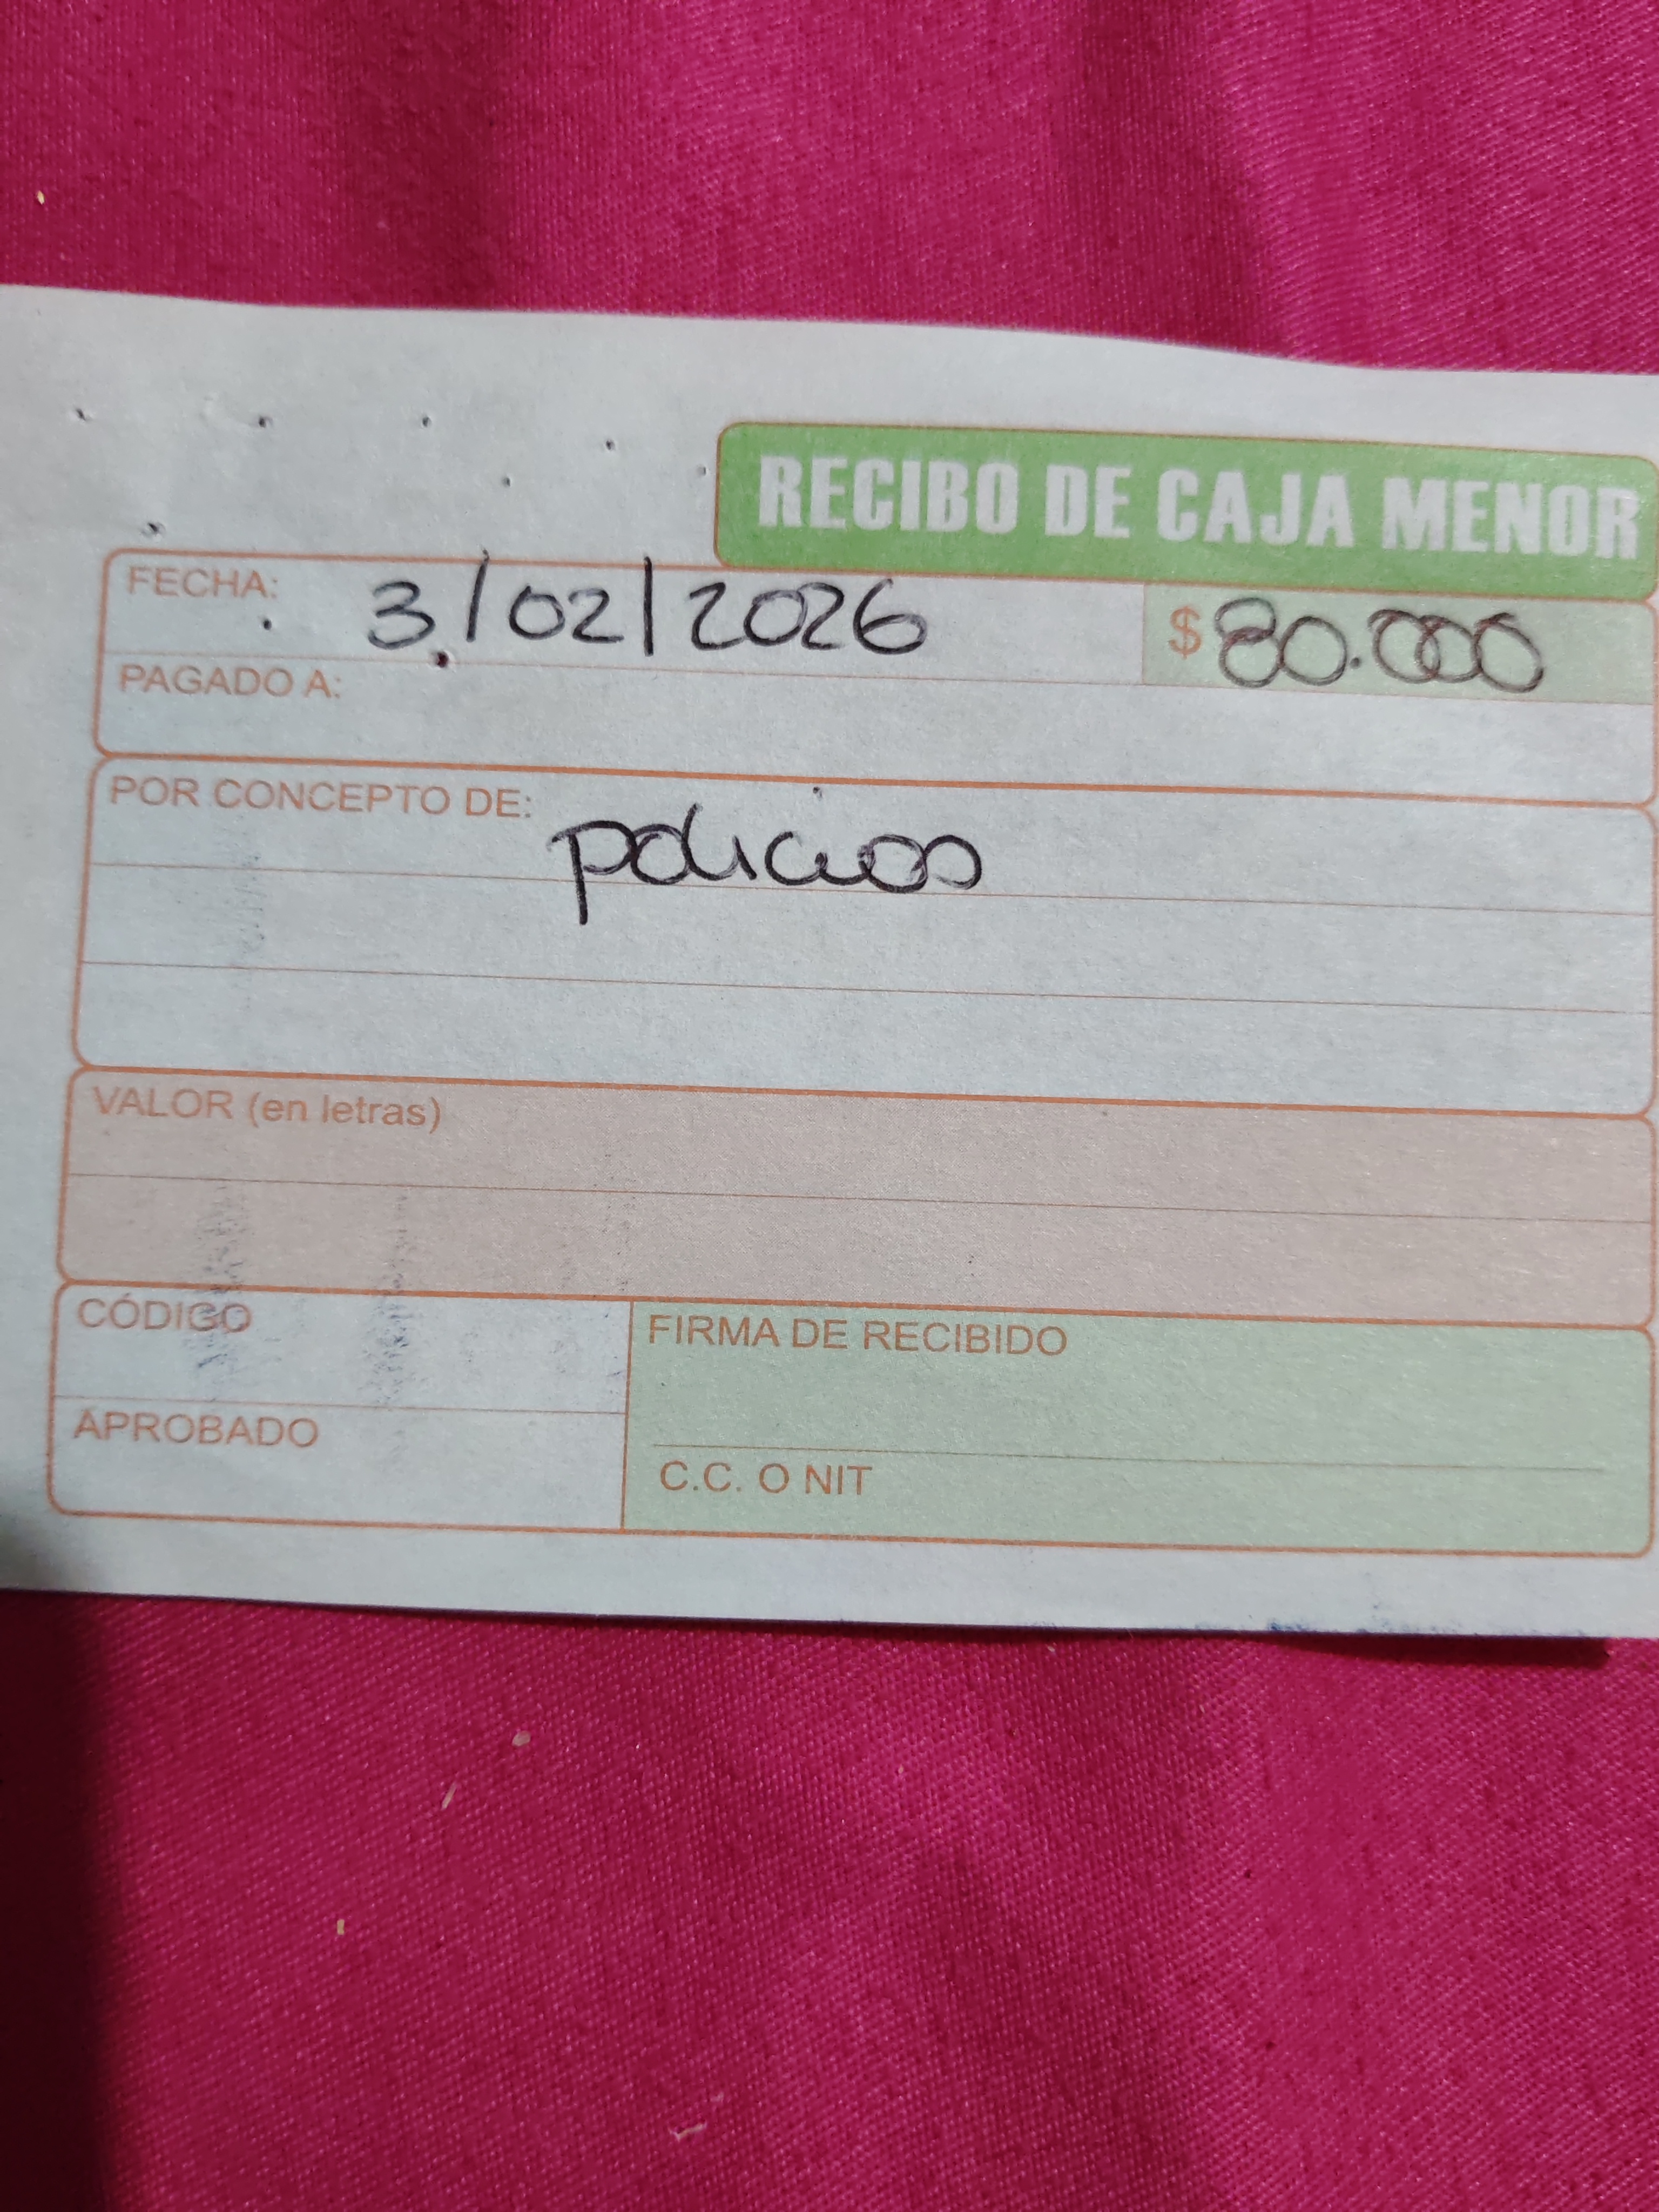 RECIBO DE CAJA MENOR
FECHA: 3/02/2026 $ 80.000
PAGADO A:
POR CONCEPTO DE: policias
VALOR (en letras)
CÓDIGO
FIRMA DE RECIBIDO
APROBADO
C.C. O NIT